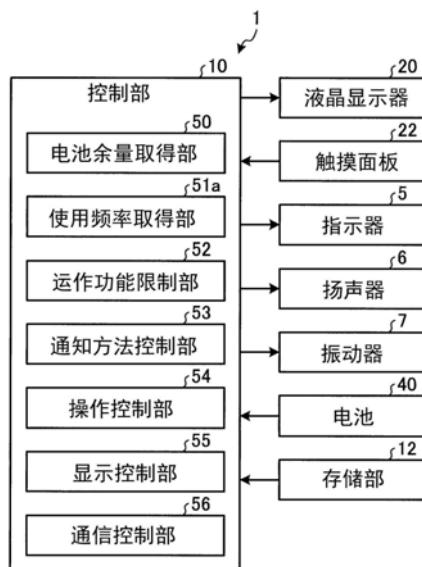 1
10
控制部
50
电池余量取得部
51a
使用频率取得部
52
运作功能限制部
53
通知方法控制部
54
操作控制部
55
显示控制部
56
通信控制部
20
液晶显示器
22
触摸面板
5
指示器
6
扬声器
7
振动器
40
电池
12
存储部